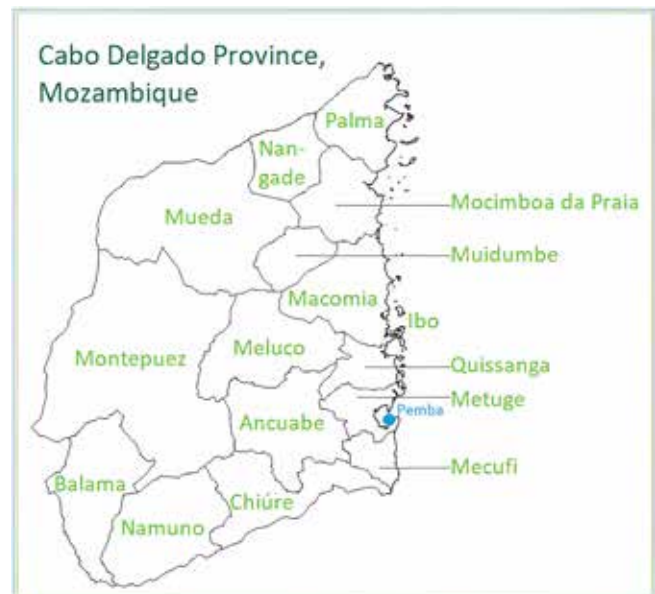 Cabo Delgado Province,
Mozambique
Palma
Nan-
gade
Mocimboa da Praia
Mueda
Muidumbe
Macomia
Ibo
Meluco
Montepuez
Quissanga
Metuge
Pemba
Ancuabe
Mecufi
Balama
Chiúre
Namuno